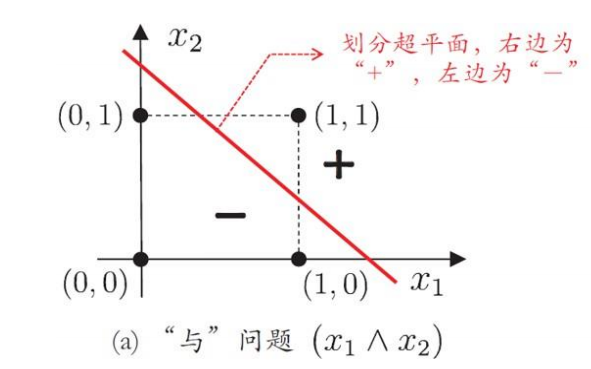 x₂
划分超平面，右边为
“+”，左边为“－”
(0, 1)
(1, 1)
+
−
(0, 0)
(1, 0)
x₁
(a) “与” 问题 (x₁ ∧ x₂)